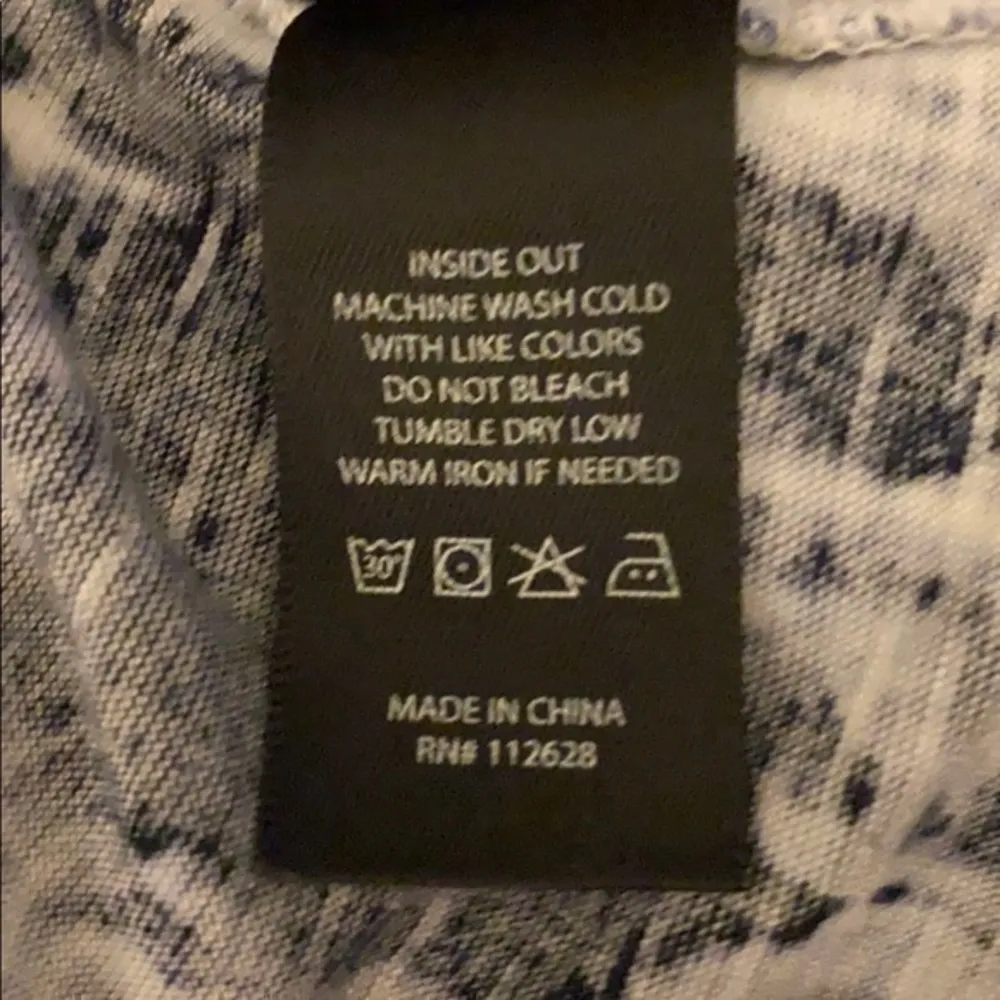 INSIDE OUT
MACHINE WASH COLD
WITH LIKE COLORS
DO NOT BLEACH
TUMBLE DRY LOW
WARM IRON IF NEEDED
30°
MADE IN CHINA
RN# 112628